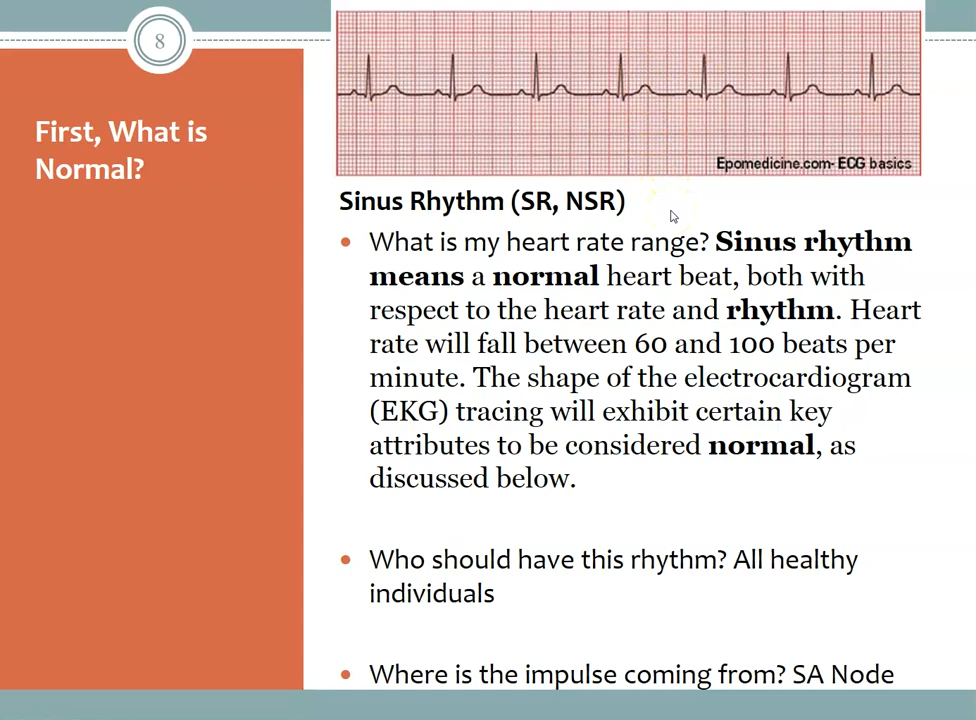 8
First, What is
Normal?
Epomedicine.com- ECG basics
Sinus Rhythm (SR, NSR)
• What is my heart rate range? Sinus rhythm
means a normal heart beat, both with
respect to the heart rate and rhythm. Heart
rate will fall between 60 and 100 beats per
minute. The shape of the electrocardiogram
(EKG) tracing will exhibit certain key
attributes to be considered normal, as
discussed below.
• Who should have this rhythm? All healthy
individuals
• Where is the impulse coming from? SA Node